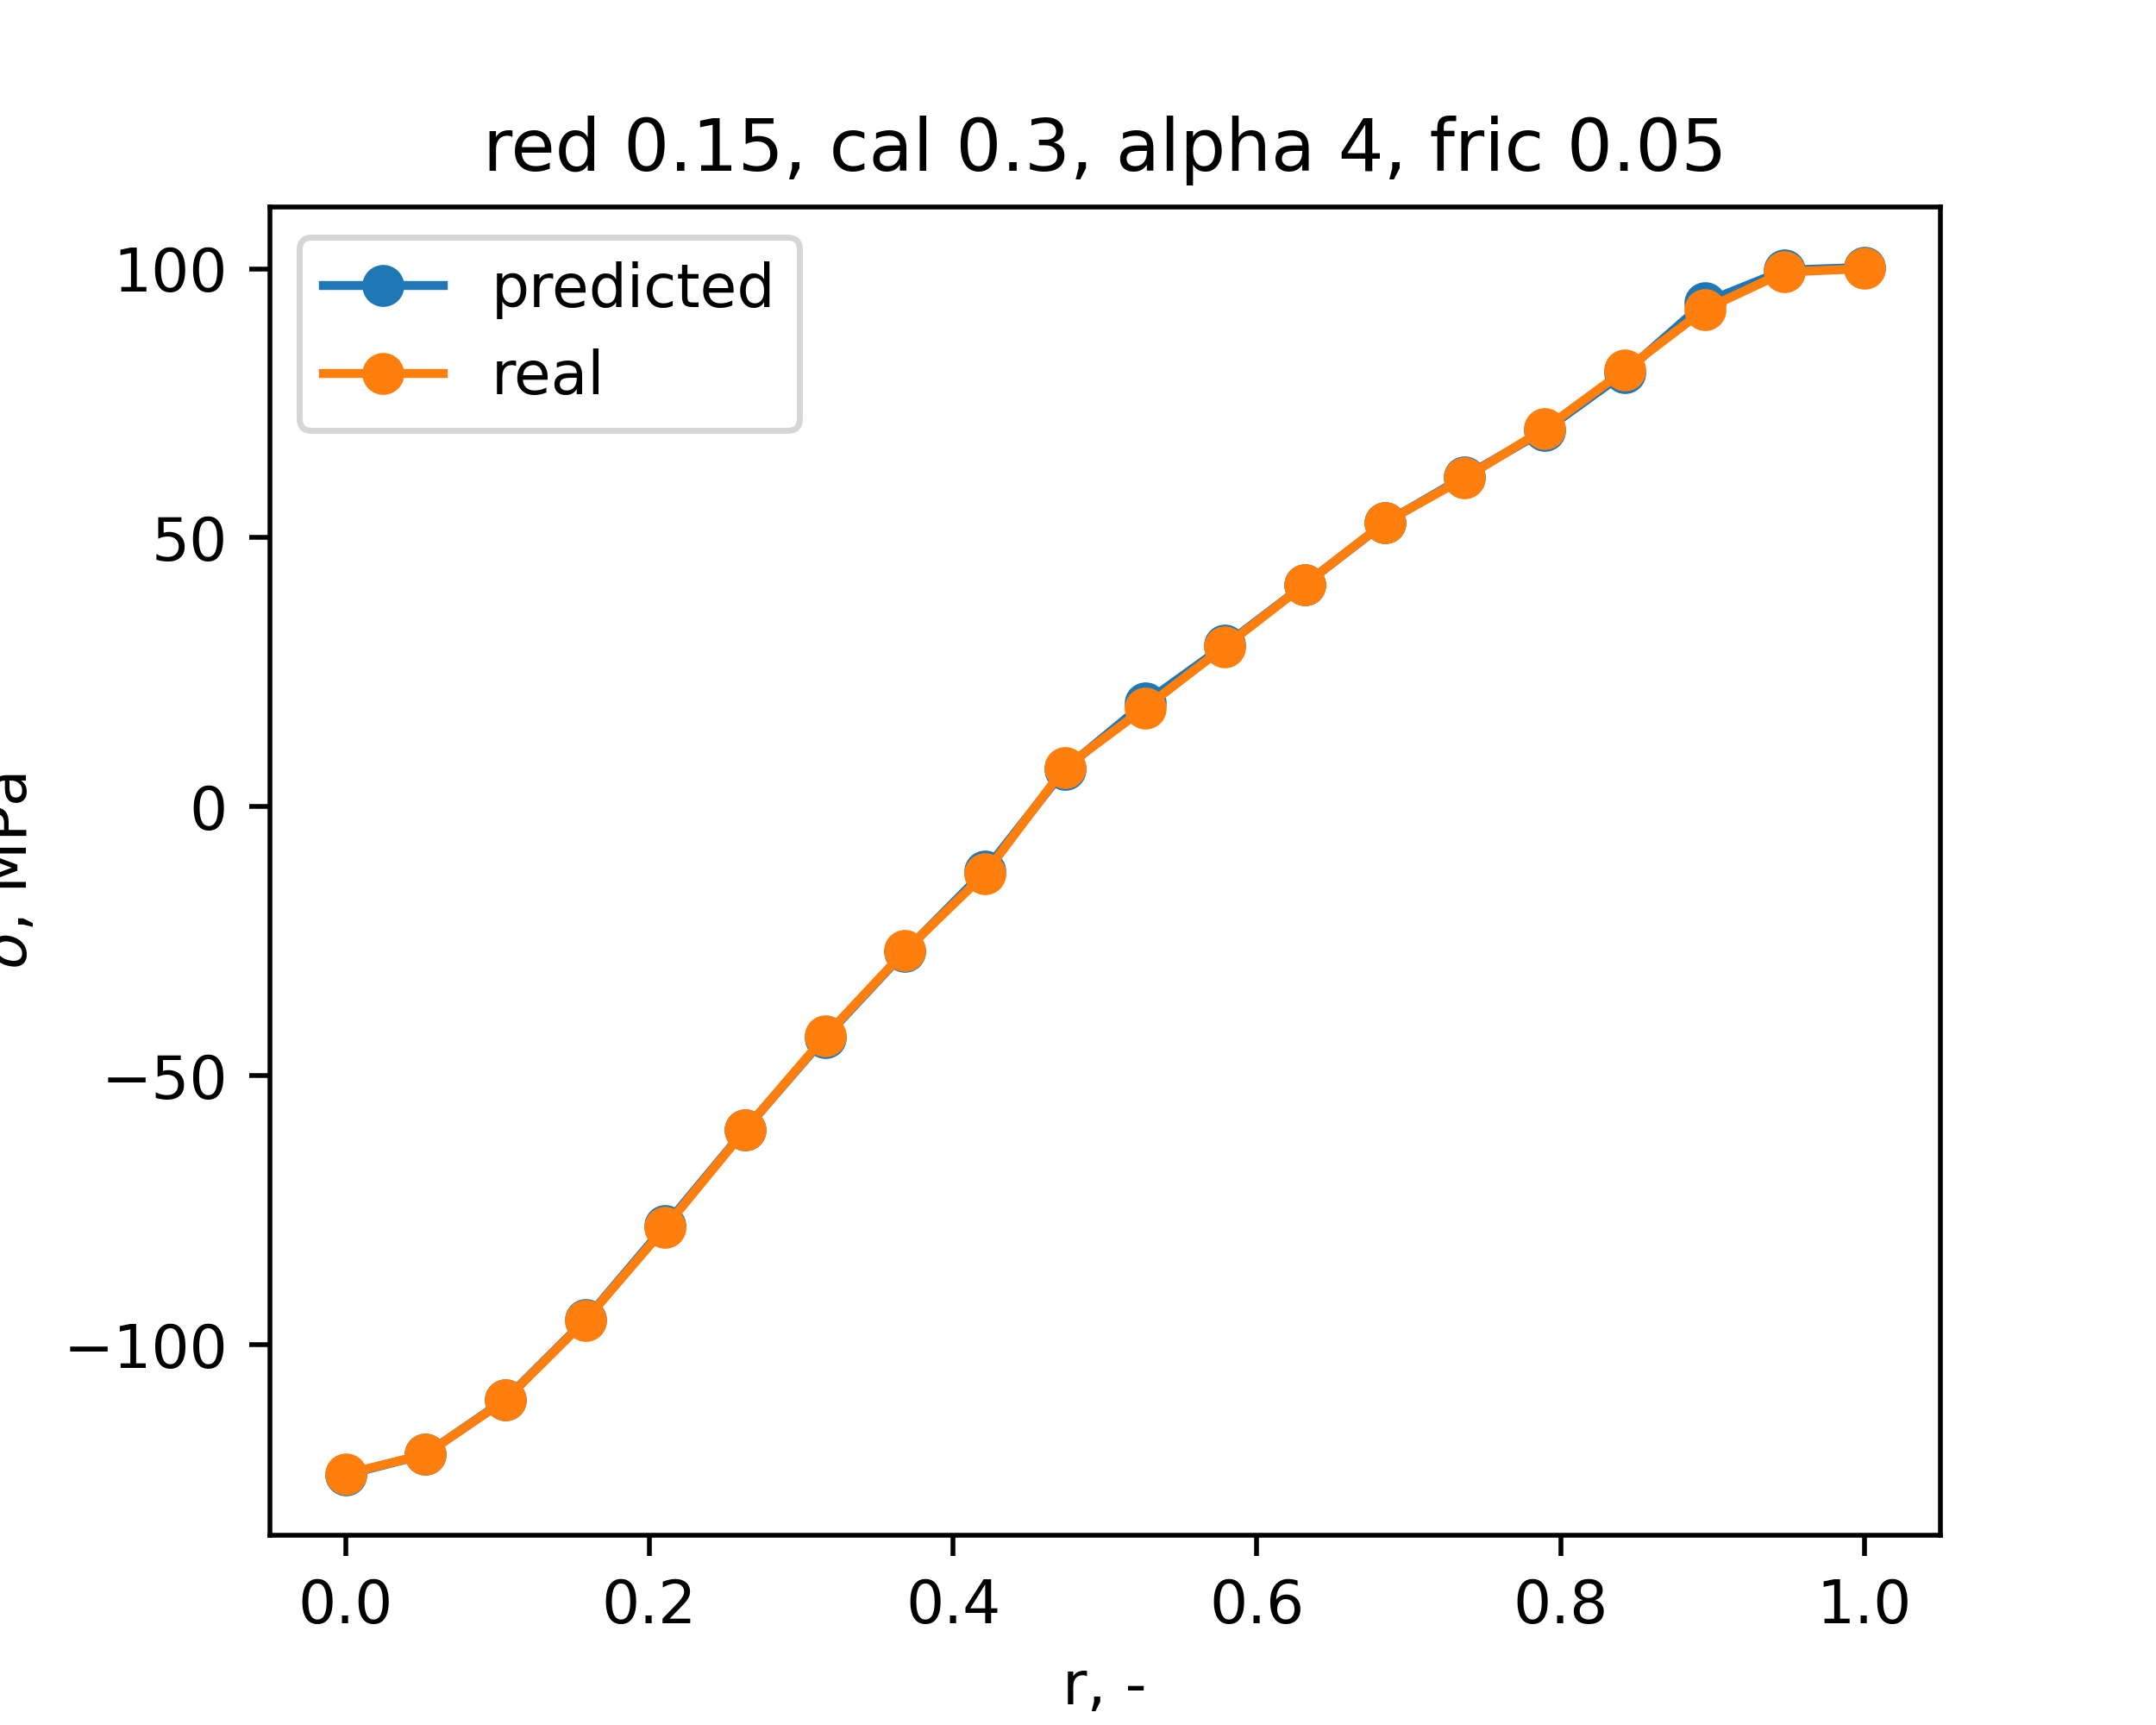 red 0.15, cal 0.3, alpha 4, fric 0.05
predicted
real
100
50
0
−50
−100
σ, MPa
0.0 0.2 0.4 0.6 0.8 1.0
r, -